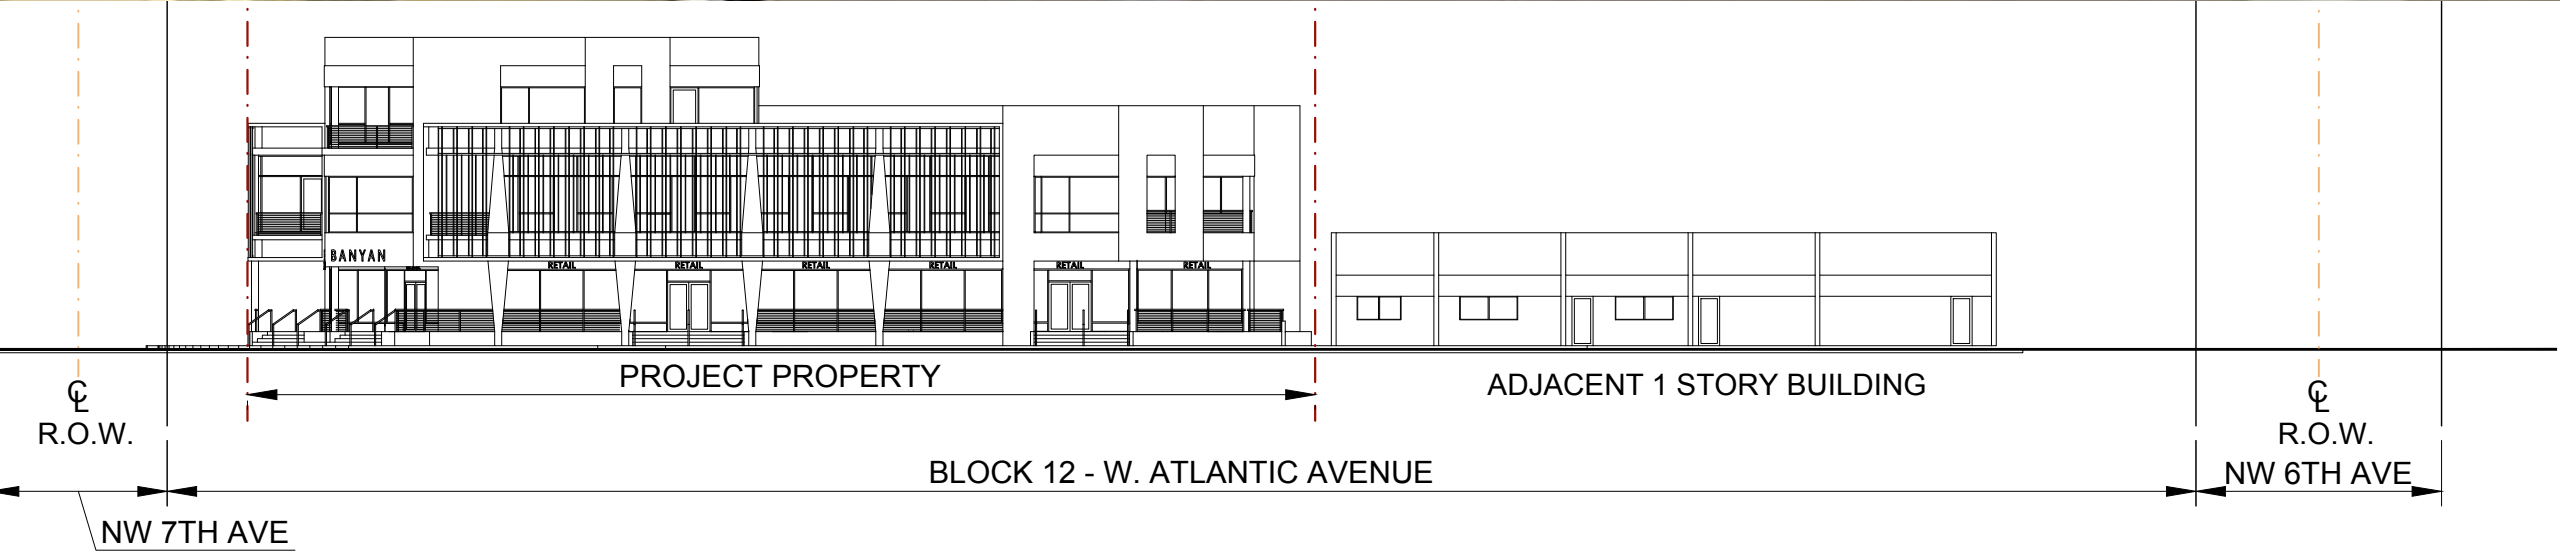 BANYAN
RETAIL
RETAIL
RETAIL
RETAIL
RETAIL
RETAIL
PROJECT PROPERTY
ADJACENT 1 STORY BUILDING
℄
R.O.W.
℄
R.O.W.
BLOCK 12 - W. ATLANTIC AVENUE
NW 6TH AVE
NW 7TH AVE